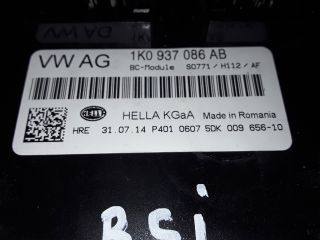 VW AG 1K0 937 086 AB
BC-Module S0771 / H112 / AF
HELLA HELLA KGaA Made in Romania
HRE 31.07.14 P401 0607 5DK 009 656-10
BSi